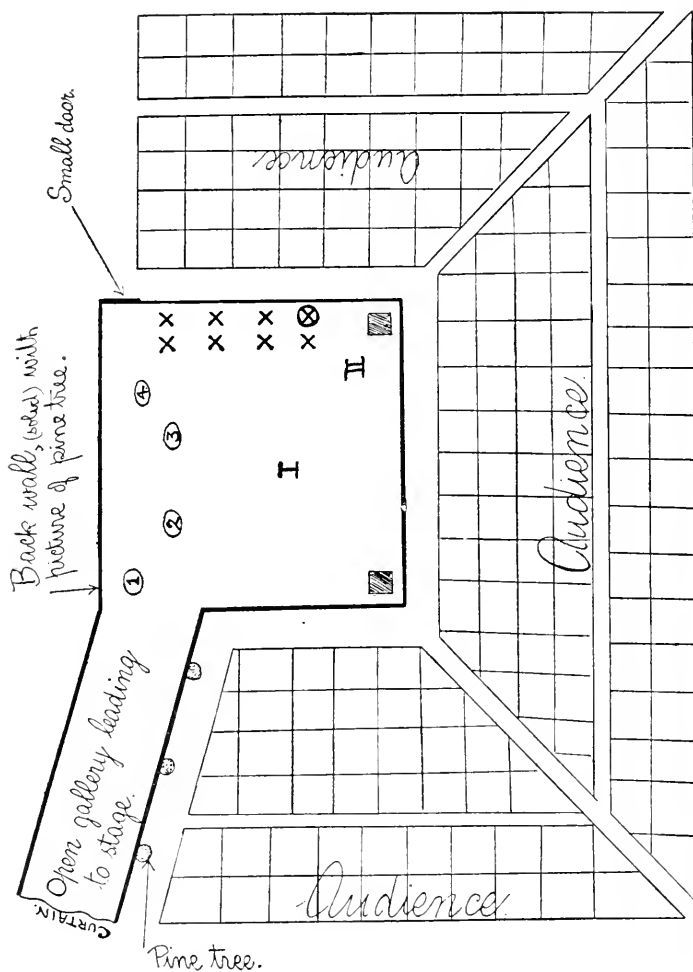 Back wall, (solid) with
picture of pine tree.
Small door.
Audience.
1
2
3
4
x x
x x
x x
x ⓧ
I
II
Open gallery leading
to stage.
CURTAIN.
Pine tree.
Audience.
Audience.